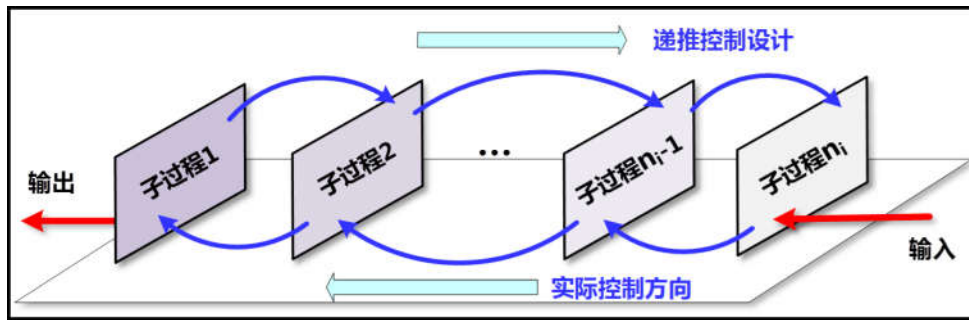 递推控制设计
子过程1
子过程2
...
子过程nᵢ-1
子过程nᵢ
输出
输入
实际控制方向